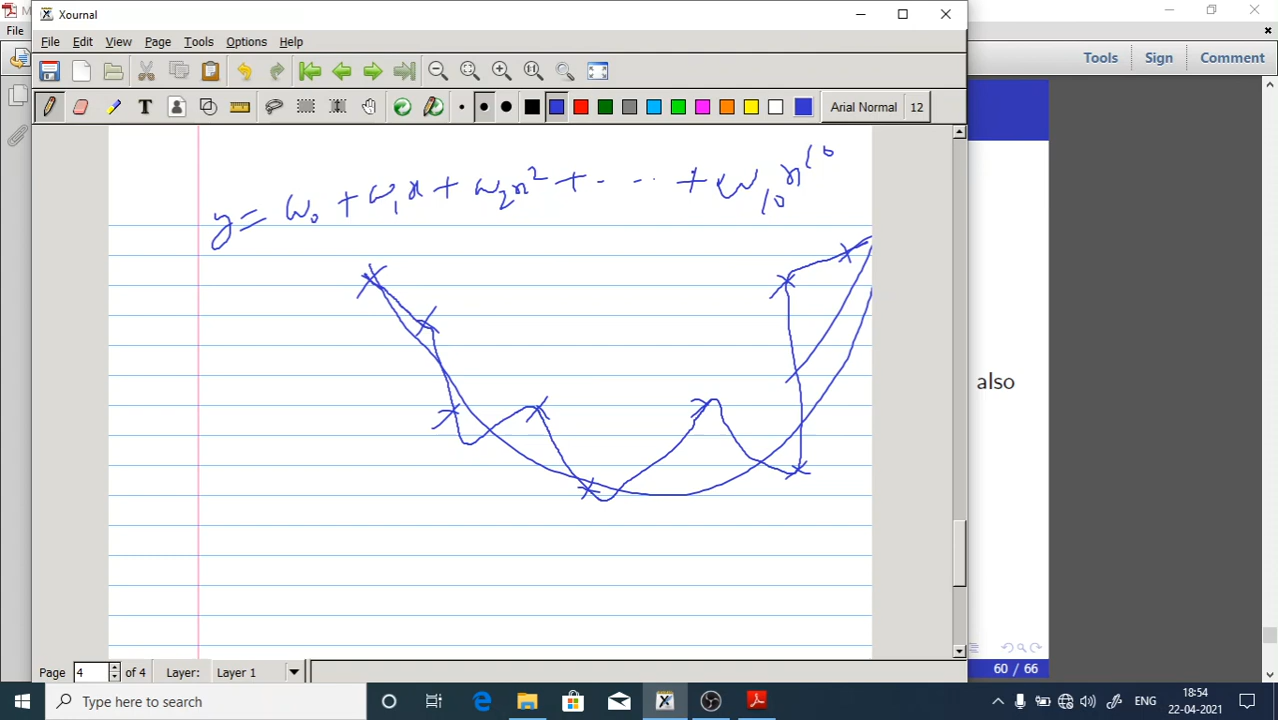 Xournal
File Edit View Page Tools Options Help
File
Tools Sign Comment
Arial Normal 12
y = w₀ + w₁x + w₂x² + - - .. + w₁₀x¹⁰
also
Page 4 of 4 Layer: Layer 1
60 / 66
Type here to search
ENG
18:54
22-04-2021